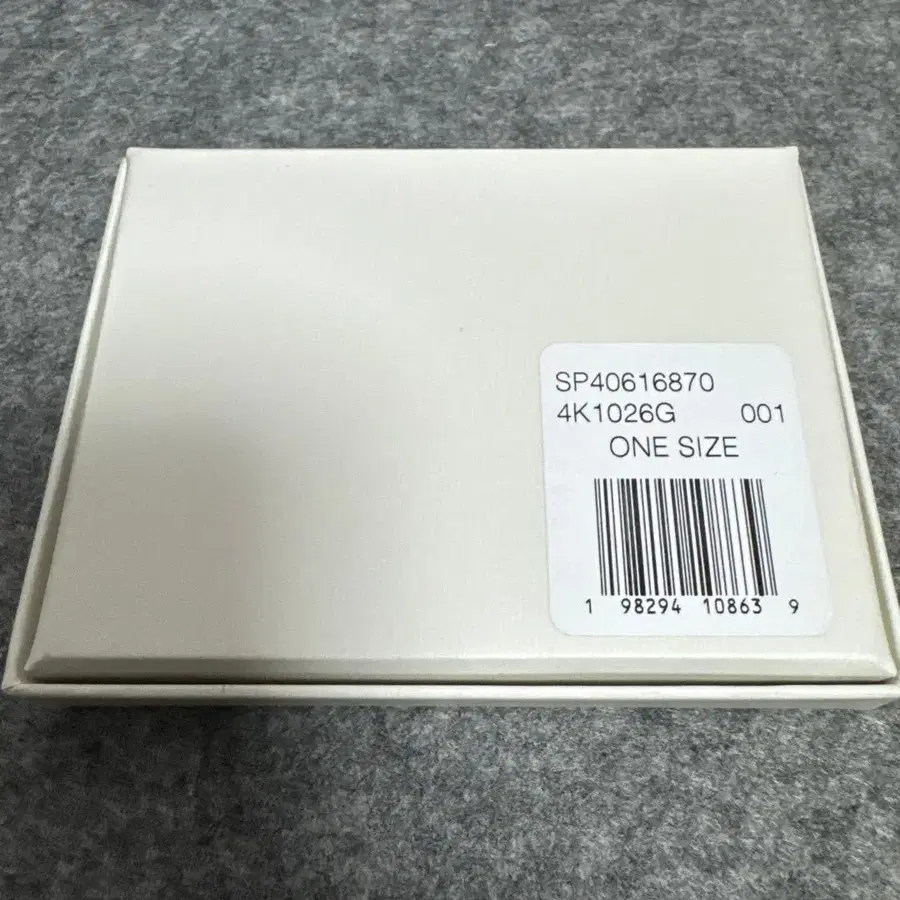 SP40616870
4K1026G 001
ONE SIZE
1 98294 10863 9